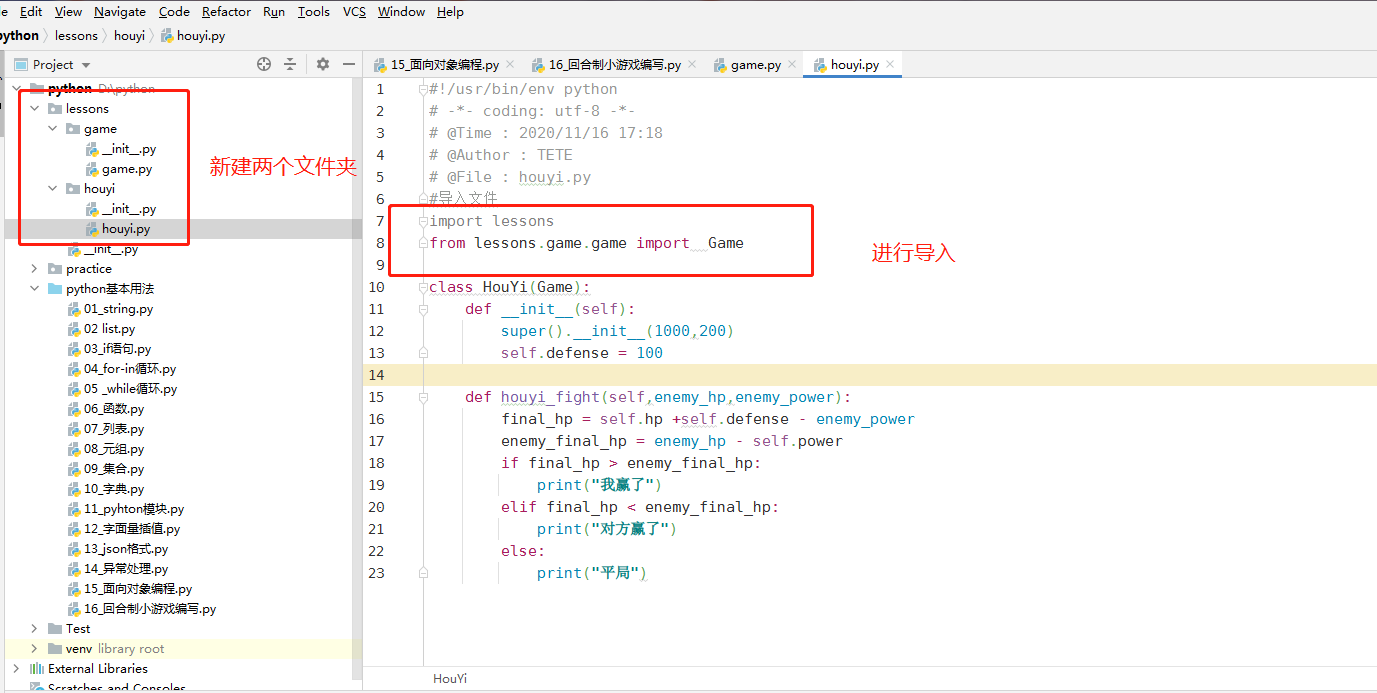 Edit View Navigate Code Refactor Run Tools VCS Window Help
python lessons houyi houyi.py
Project
15_面向对象编程.py 16_回合制小游戏编写.py game.py houyi.py
python D:\python
lessons
game
__init__.py
game.py
houyi
__init__.py
houyi.py
__init__.py
practice
python基本用法
01_string.py
02 list.py
03_if语句.py
04_for-in循环.py
05 _while循环.py
06_函数.py
07_列表.py
08_元组.py
09_集合.py
10_字典.py
11_pyhton模块.py
12_字面量插值.py
13_json格式.py
14_异常处理.py
15_面向对象编程.py
16_回合制小游戏编写.py
Test
venv library root
External Libraries
Scratches and Consoles
新建两个文件夹
1 #!/usr/bin/env python
2 # -*- coding: utf-8 -*-
3 # @Time : 2020/11/16 17:18
4 # @Author : TETE
5 # @File : houyi.py
6 #导入文件
7 import lessons
8 from lessons.game.game import  Game
9
10 class HouYi(Game):
11     def __init__(self):
12         super().__init__(1000,200)
13         self.defense = 100
14
15     def houyi_fight(self,enemy_hp,enemy_power):
16         final_hp = self.hp +self.defense - enemy_power
17         enemy_final_hp = enemy_hp - self.power
18         if final_hp > enemy_final_hp:
19             print("我赢了")
20         elif final_hp < enemy_final_hp:
21             print("对方赢了")
22         else:
23             print("平局")
进行导入
HouYi